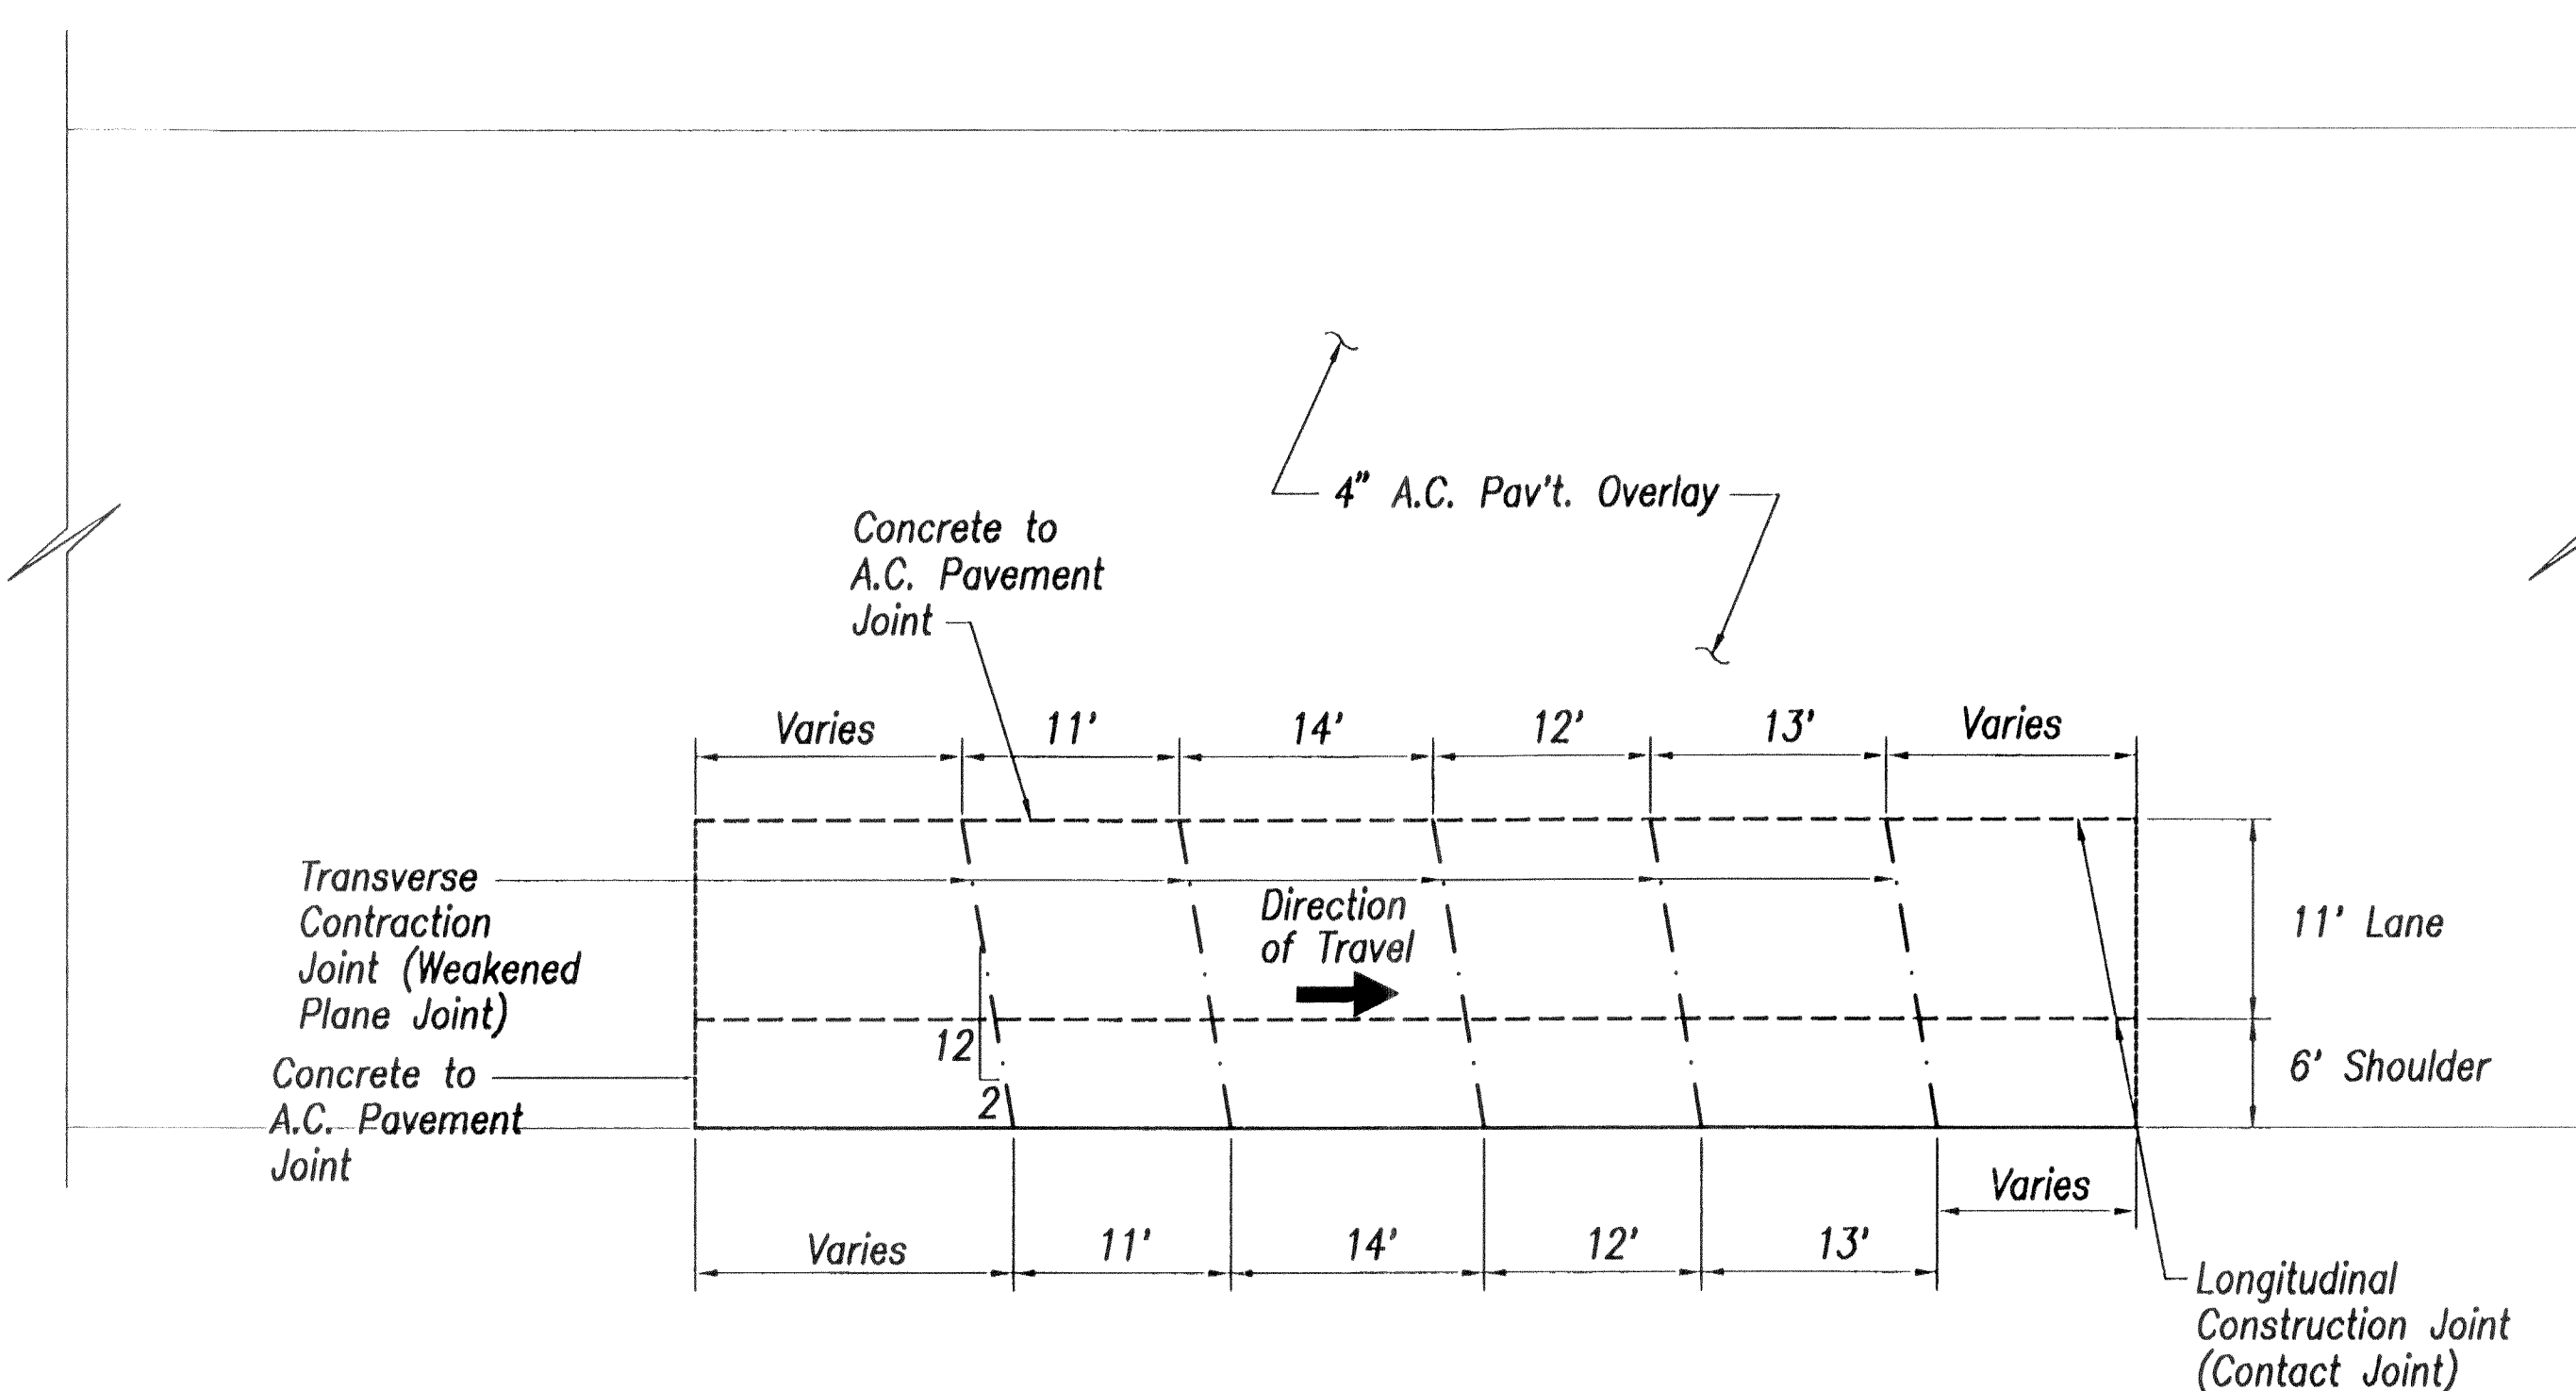 4" A.C. Pav't. Overlay
Concrete to
A.C. Pavement
Joint
Varies 11' 14' 12' 13' Varies
Transverse
Contraction
Joint (Weakened
Plane Joint)
Direction
of Travel
11' Lane
12
2
Concrete to
A.C. Pavement
Joint
6' Shoulder
Varies
Varies 11' 14' 12' 13'
Longitudinal
Construction Joint
(Contact Joint)